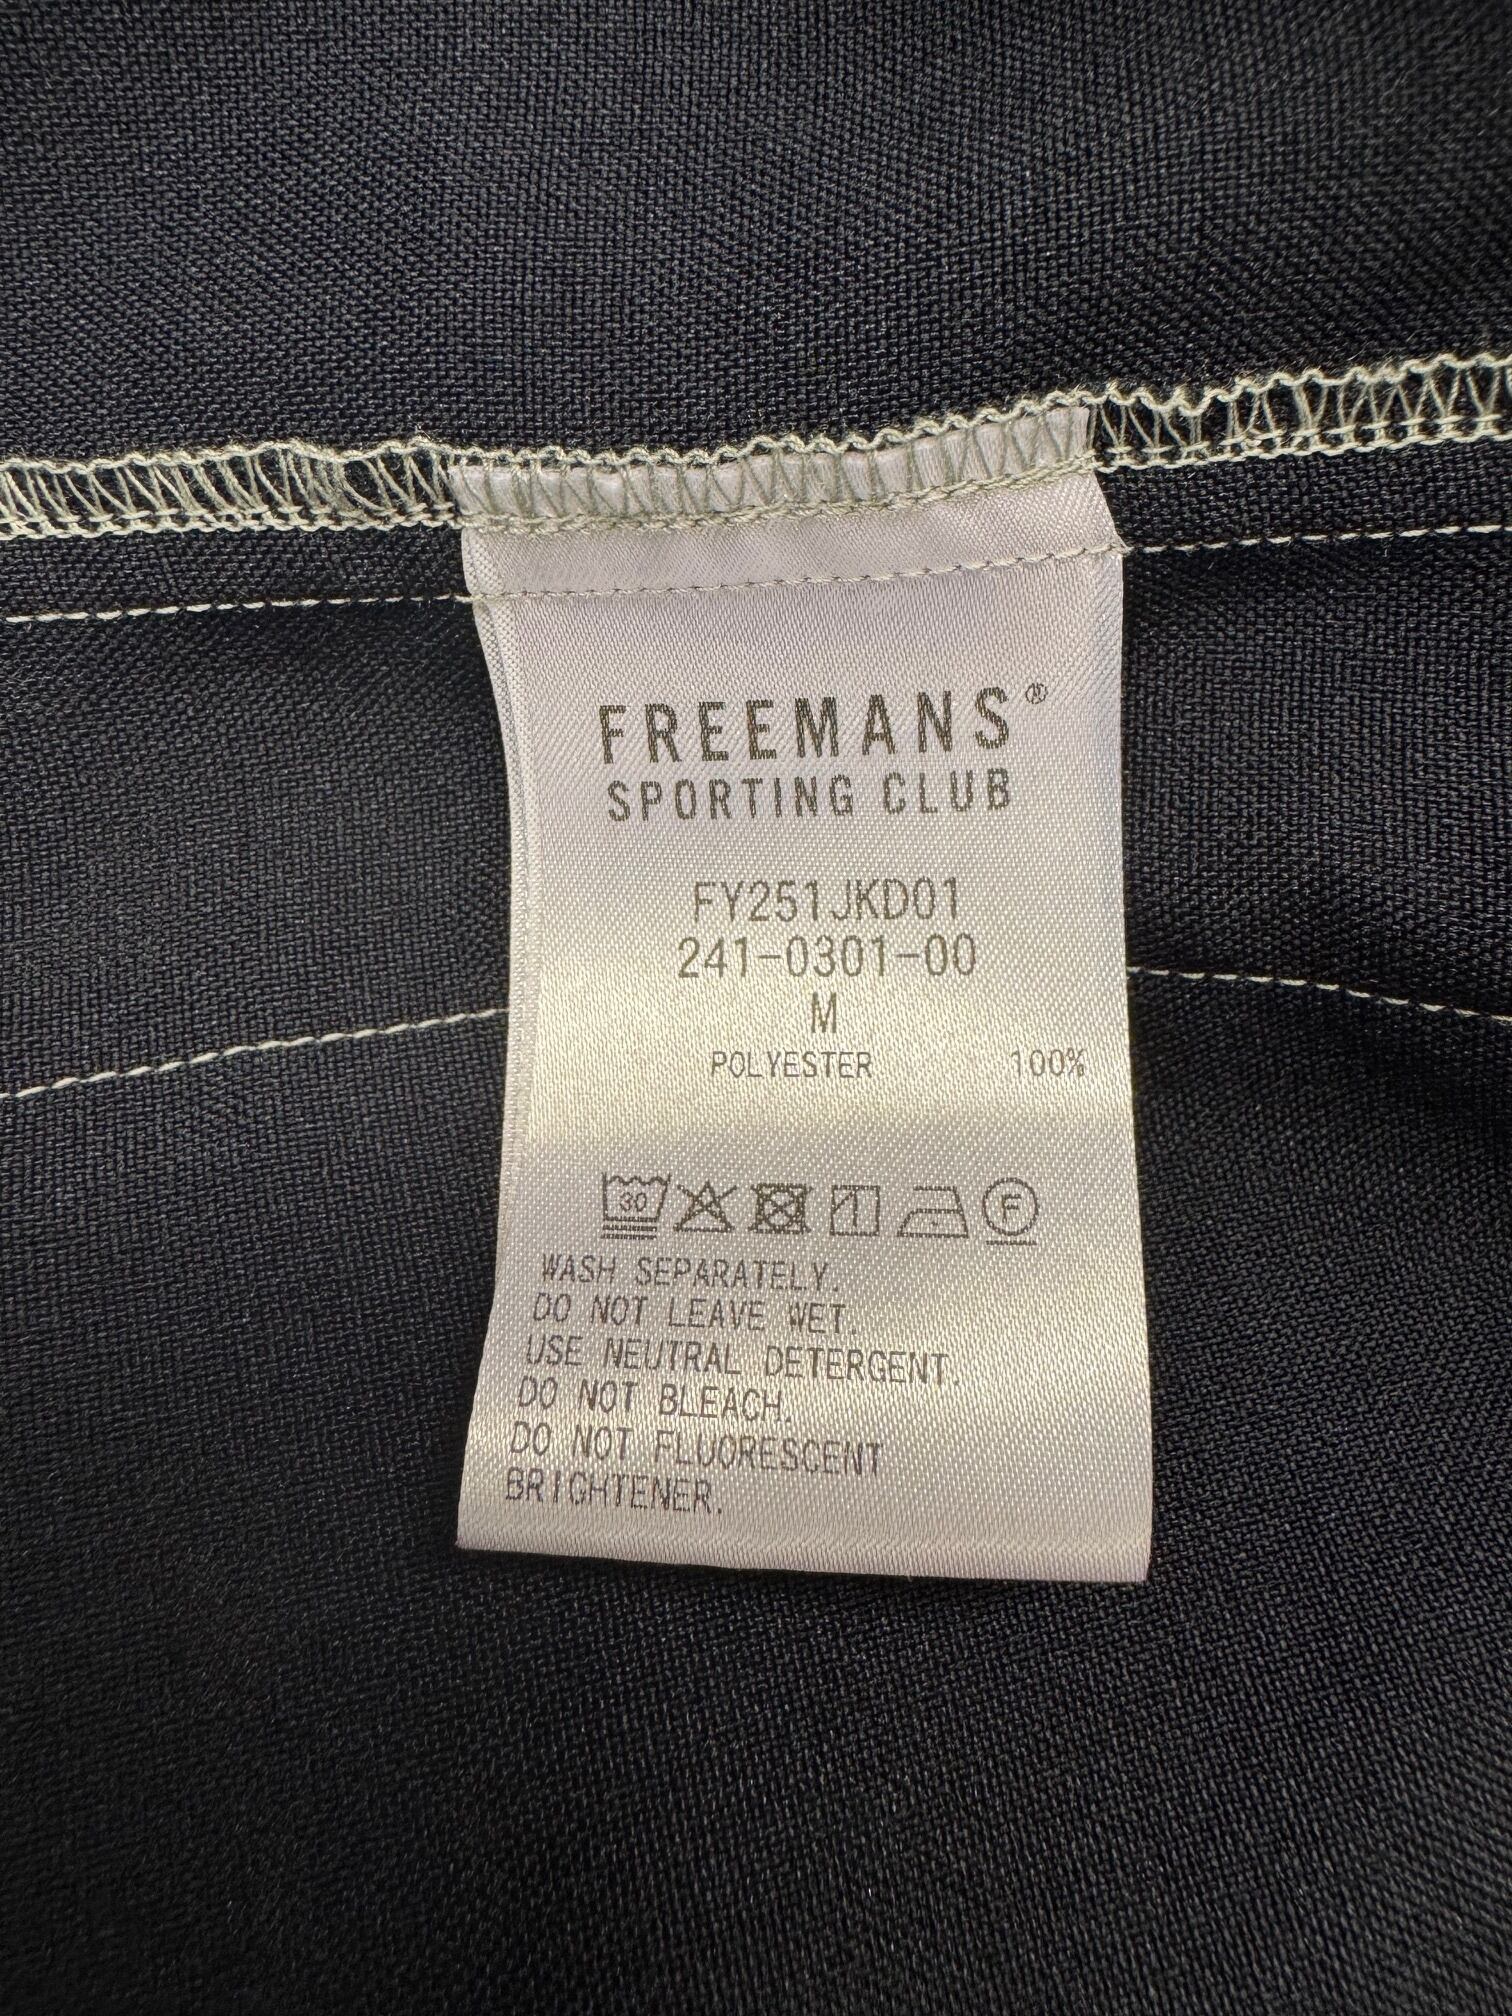 FREEMANS®
SPORTING CLUB
FY251JKD01
241-0301-00
M
POLYESTER 100%
30 F
WASH SEPARATELY.
DO NOT LEAVE WET.
USE NEUTRAL DETERGENT.
DO NOT BLEACH.
DO NOT FLUORESCENT
BRIGHTENER.